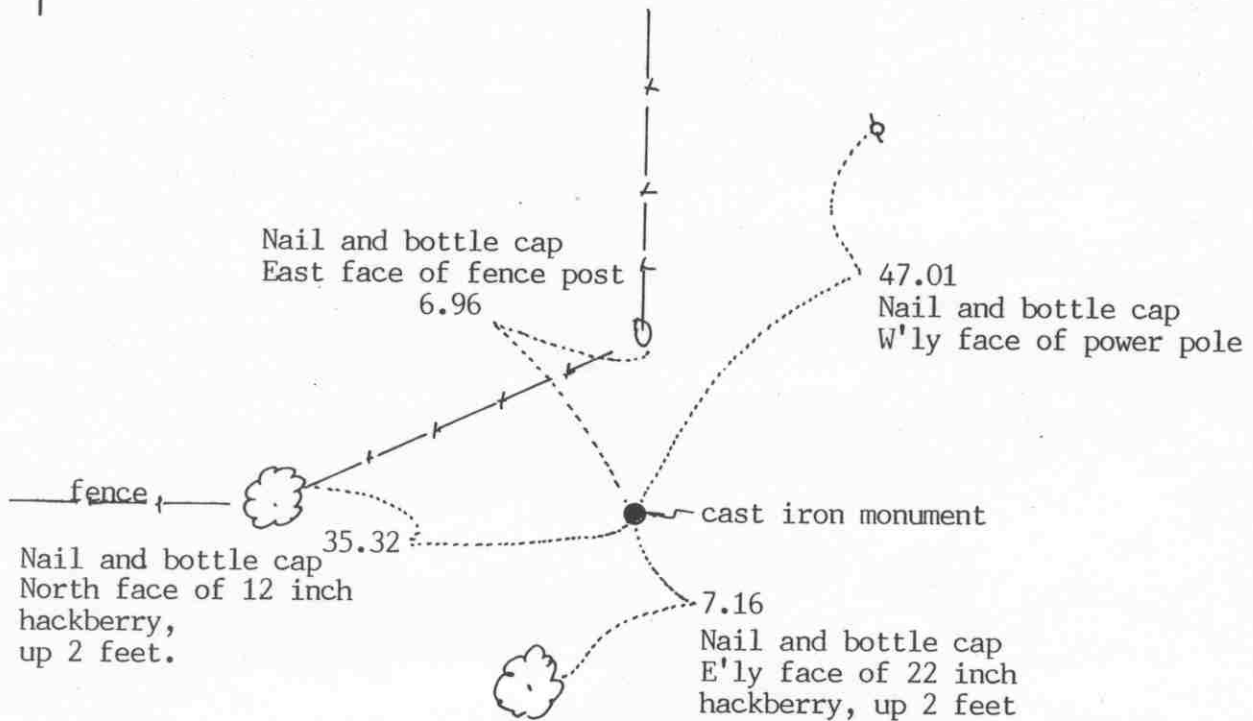 Nail and bottle cap
East face of fence post
6.96
47.01
Nail and bottle cap
W'ly face of power pole
fence
cast iron monument
35.32
Nail and bottle cap
North face of 12 inch
hackberry,
up 2 feet.
7.16
Nail and bottle cap
E'ly face of 22 inch
hackberry, up 2 feet